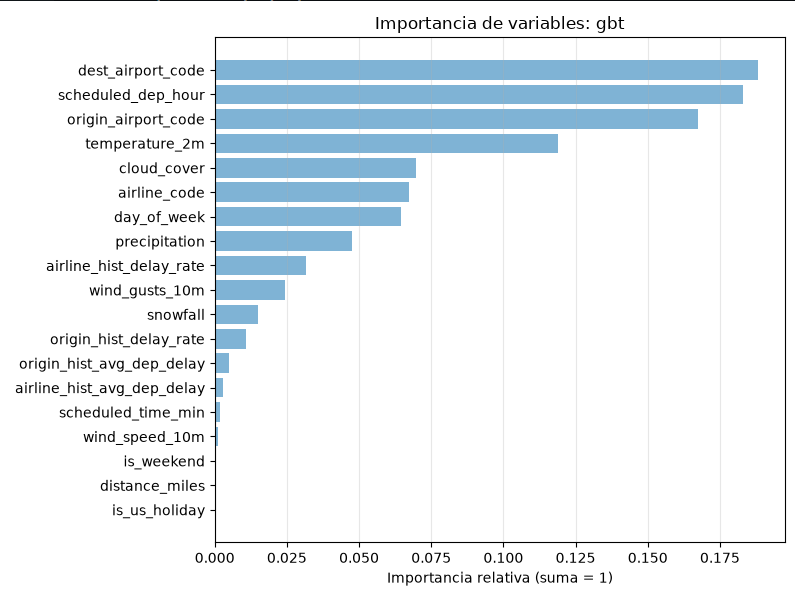 Importancia de variables: gbt
dest_airport_code
scheduled_dep_hour
origin_airport_code
temperature_2m
cloud_cover
airline_code
day_of_week
precipitation
airline_hist_delay_rate
wind_gusts_10m
snowfall
origin_hist_delay_rate
origin_hist_avg_dep_delay
airline_hist_avg_dep_delay
scheduled_time_min
wind_speed_10m
is_weekend
distance_miles
is_us_holiday
0.000 0.025 0.050 0.075 0.100 0.125 0.150 0.175
Importancia relativa (suma = 1)